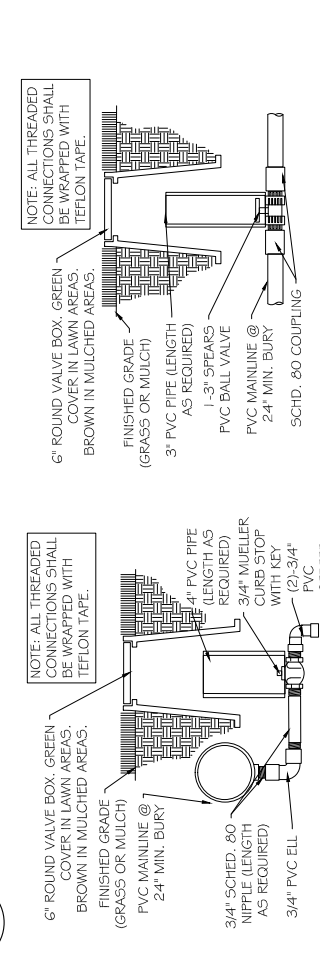 NOTE: ALL THREADED
CONNECTIONS SHALL
BE WRAPPED WITH
TEFLON TAPE.
6" ROUND VALVE BOX. GREEN
COVER IN LAWN AREAS.
BROWN IN MULCHED AREAS.
FINISHED GRADE
(GRASS OR MULCH)
PVC MAINLINE @
24" MIN. BURY
3/4" SCHED. 80
NIPPLE (LENGTH
AS REQUIRED)
3/4" PVC ELL
4" PVC PIPE
(LENGTH AS
REQUIRED)
3/4" MUELLER
CURB STOP
WITH KEY
(2)-3/4"
PVC
NOTE: ALL THREADED
CONNECTIONS SHALL
BE WRAPPED WITH
TEFLON TAPE.
6" ROUND VALVE BOX. GREEN
COVER IN LAWN AREAS.
BROWN IN MULCHED AREAS.
FINISHED GRADE
(GRASS OR MULCH)
3" PVC PIPE (LENGTH
AS REQUIRED)
1-3" SPEARS
PVC BALL VALVE
PVC MAINLINE @
24" MIN. BURY
SCHD. 80 COUPLING